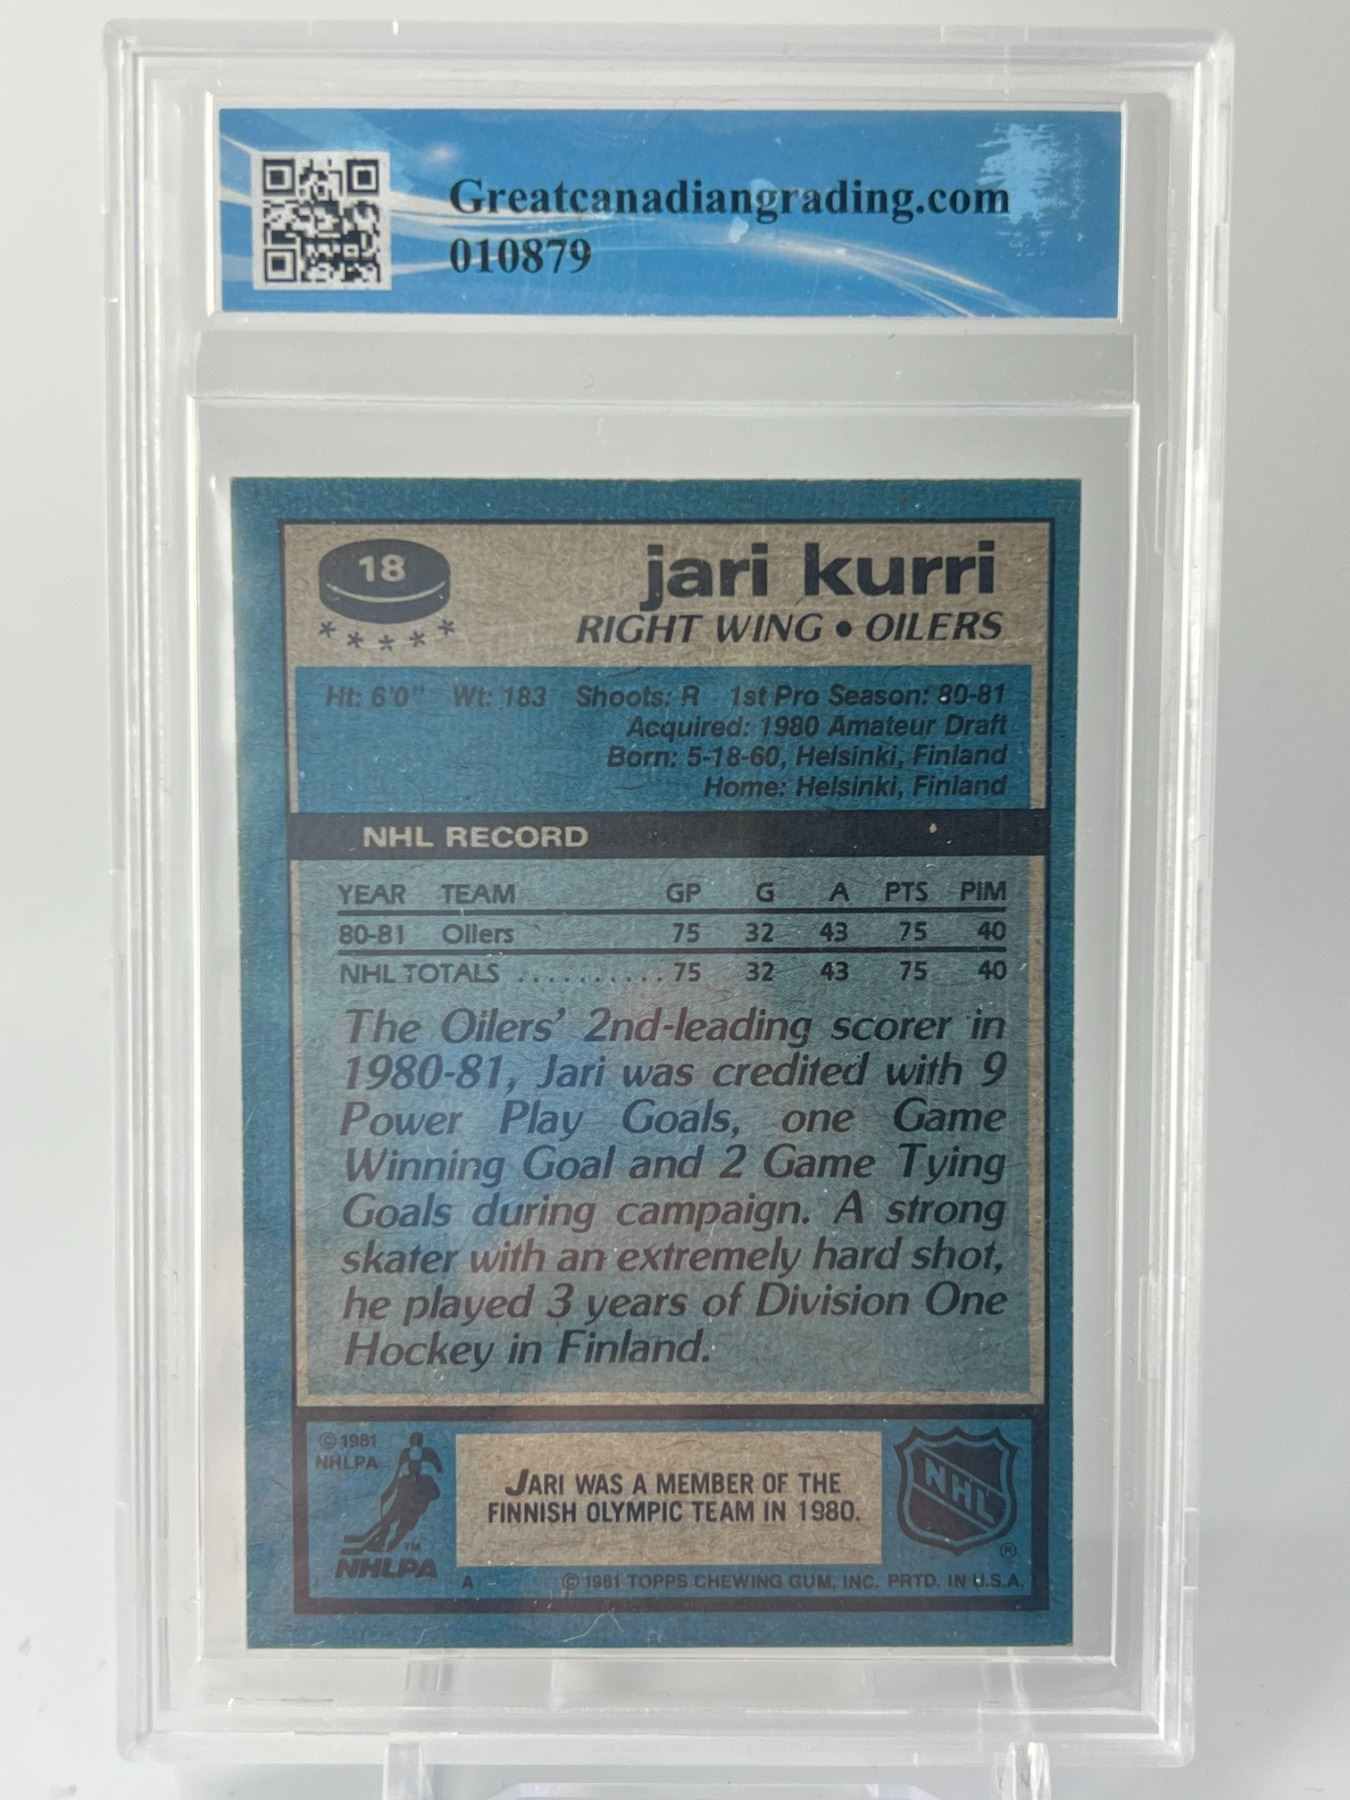 Greatcanadiangrading.com
010879
18
jari kurri
RIGHT WING • OILERS
Ht: 6'0" Wt: 183 Shoots: R 1st Pro Season: 80-81
Acquired: 1980 Amateur Draft
Born: 5-18-60, Helsinki, Finland
Home: Helsinki, Finland
NHL RECORD
YEAR TEAM GP G A PTS PIM
80-81 Oilers 75 32 43 75 40
NHL TOTALS .......... 75 32 43 75 40
The Oilers' 2nd-leading scorer in
1980-81, Jari was credited with 9
Power Play Goals, one Game
Winning Goal and 2 Game Tying
Goals during campaign. A strong
skater with an extremely hard shot,
he played 3 years of Division One
Hockey in Finland.
© 1981
NHLPA
JARI WAS A MEMBER OF THE
FINNISH OLYMPIC TEAM IN 1980.
NHL
®
TM
NHLPA
A © 1981 TOPPS CHEWING GUM, INC. PRTD. IN U.S.A.